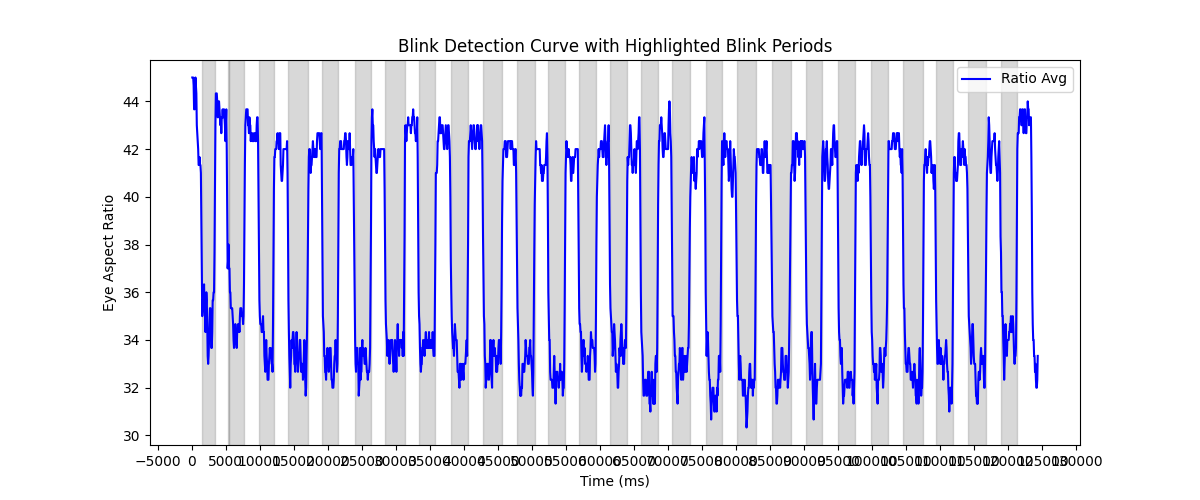 Blink Detection Curve with Highlighted Blink Periods
Ratio Avg
Eye Aspect Ratio
44
42
40
38
36
34
32
30
−5000 0 5000 10000 15000 20000 25000 30000 35000 40000 45000 50000 55000 60000 65000 70000 75000 80000 85000 90000 95000 100000 105000 110000 115000 120000 125000 130000
Time (ms)